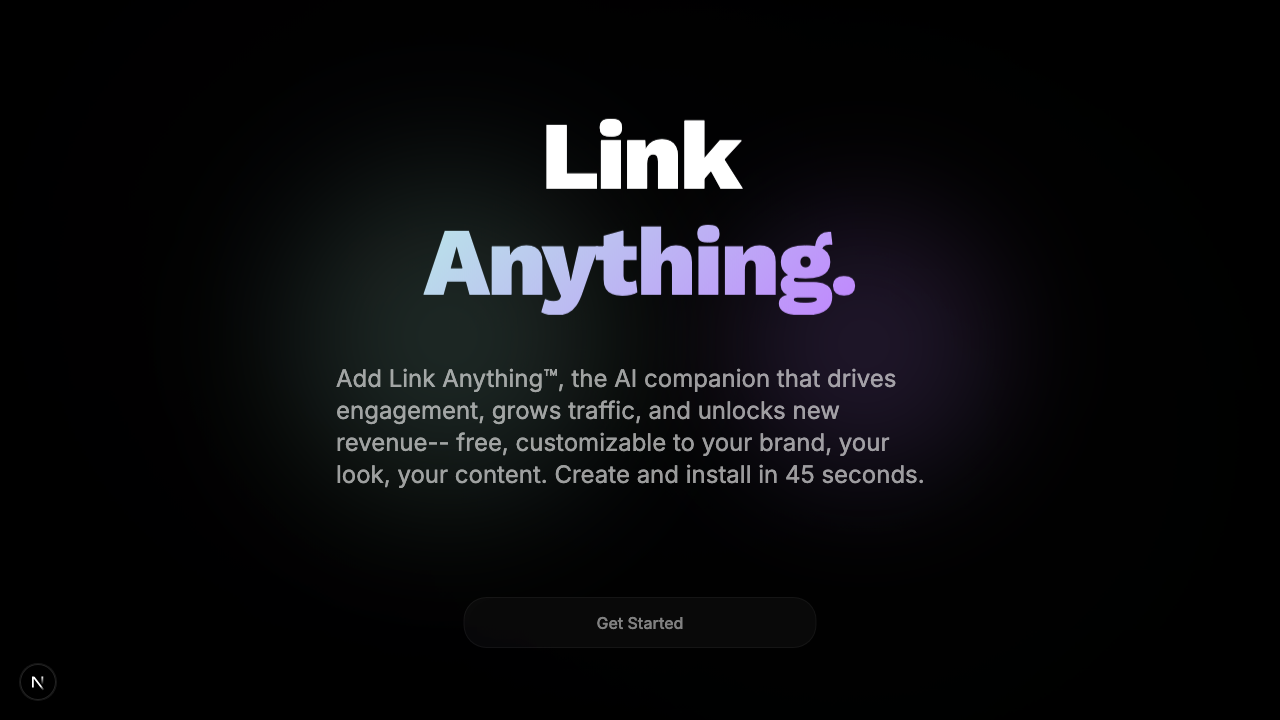 Link
Anything.
Add Link Anything™, the AI companion that drives
engagement, grows traffic, and unlocks new
revenue-- free, customizable to your brand, your
look, your content. Create and install in 45 seconds.
Get Started
N